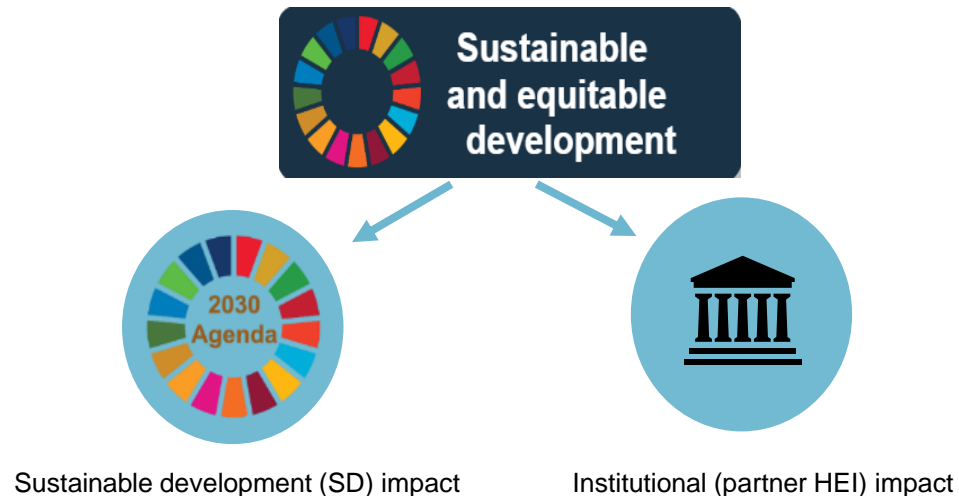 Sustainable
and equitable
development
2030
Agenda
Sustainable development (SD) impact
Institutional (partner HEI) impact